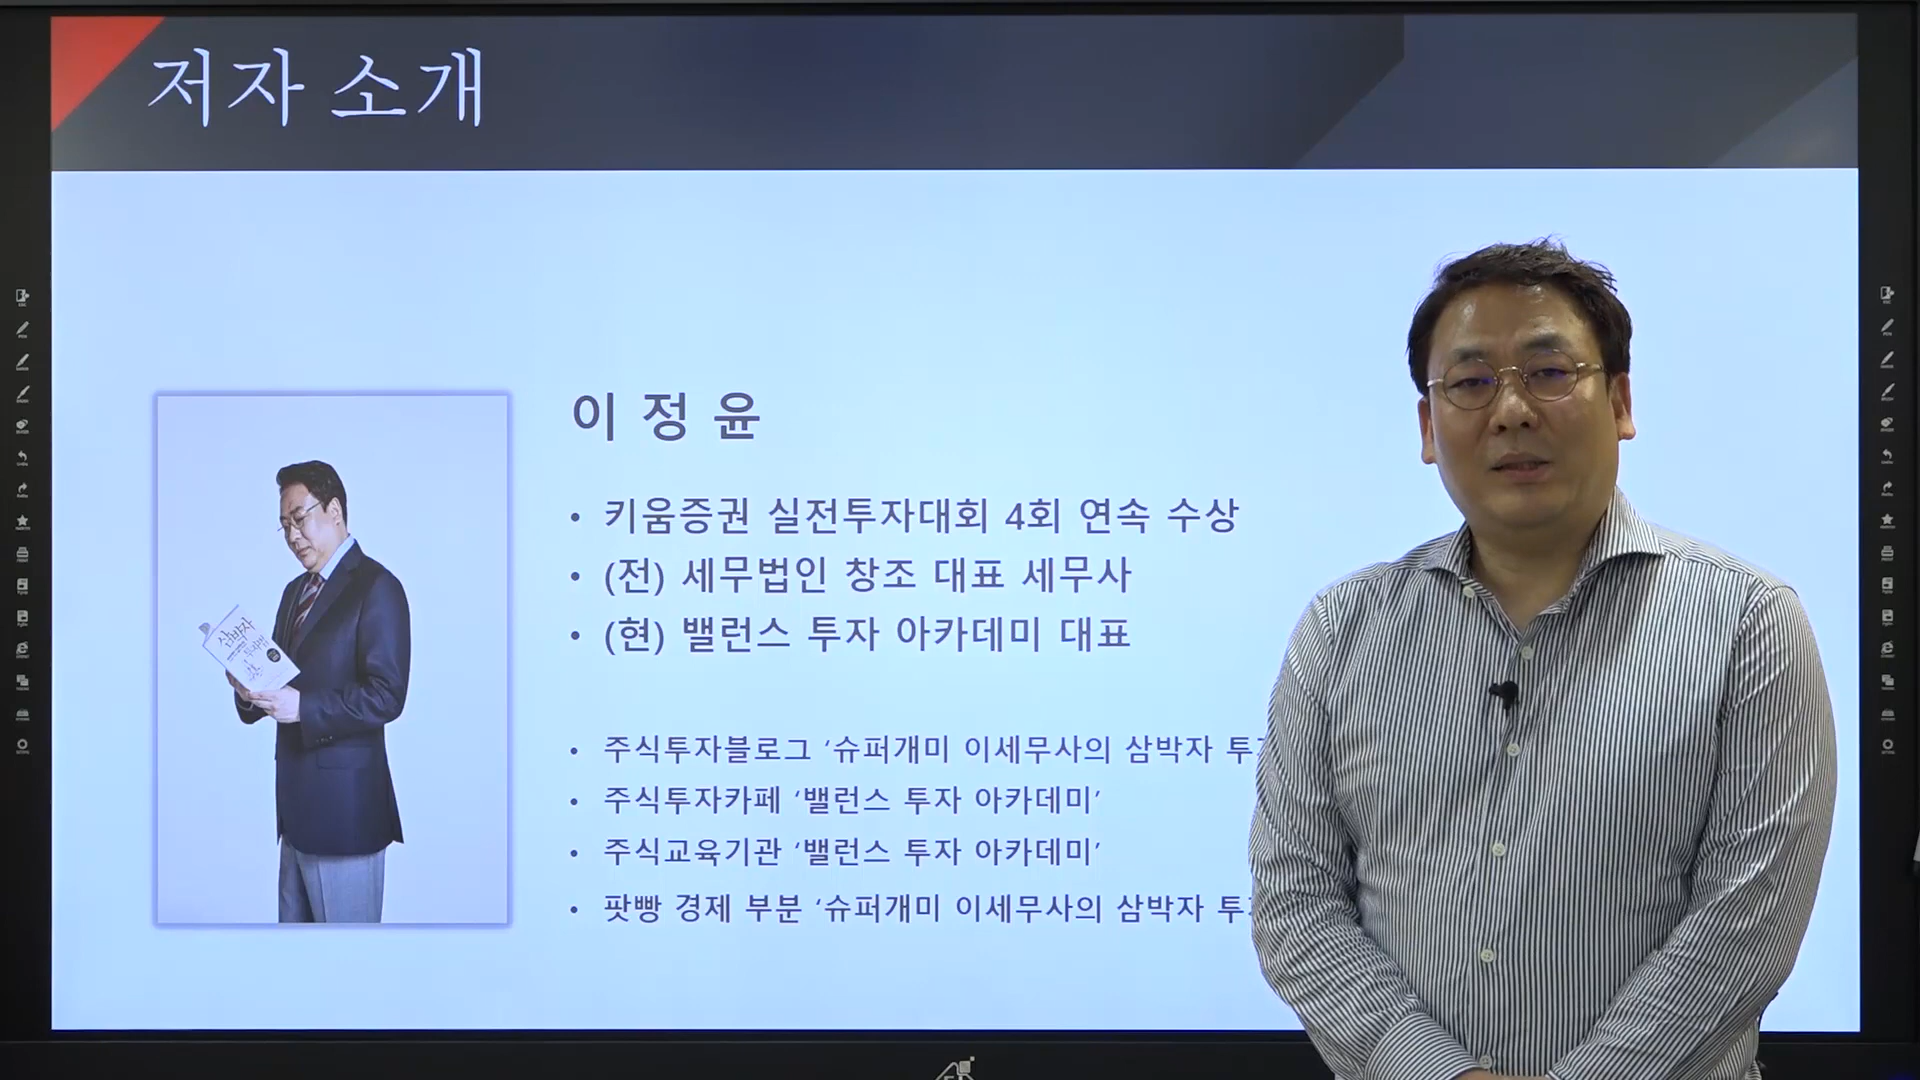 저자 소개
이 정 윤
• 키움증권 실전투자대회 4회 연속 수상
• (전) 세무법인 창조 대표 세무사
• (현) 밸런스 투자 아카데미 대표
• 주식투자블로그 ‘슈퍼개미 이세무사의 삼박자
• 주식투자카페 ‘밸런스 투자 아카데미’
• 주식교육기관 ‘밸런스 투자 아카데미’
• 팟빵 경제 부분 ‘슈퍼개미 이세무사의 삼박자
삼박자
투자법